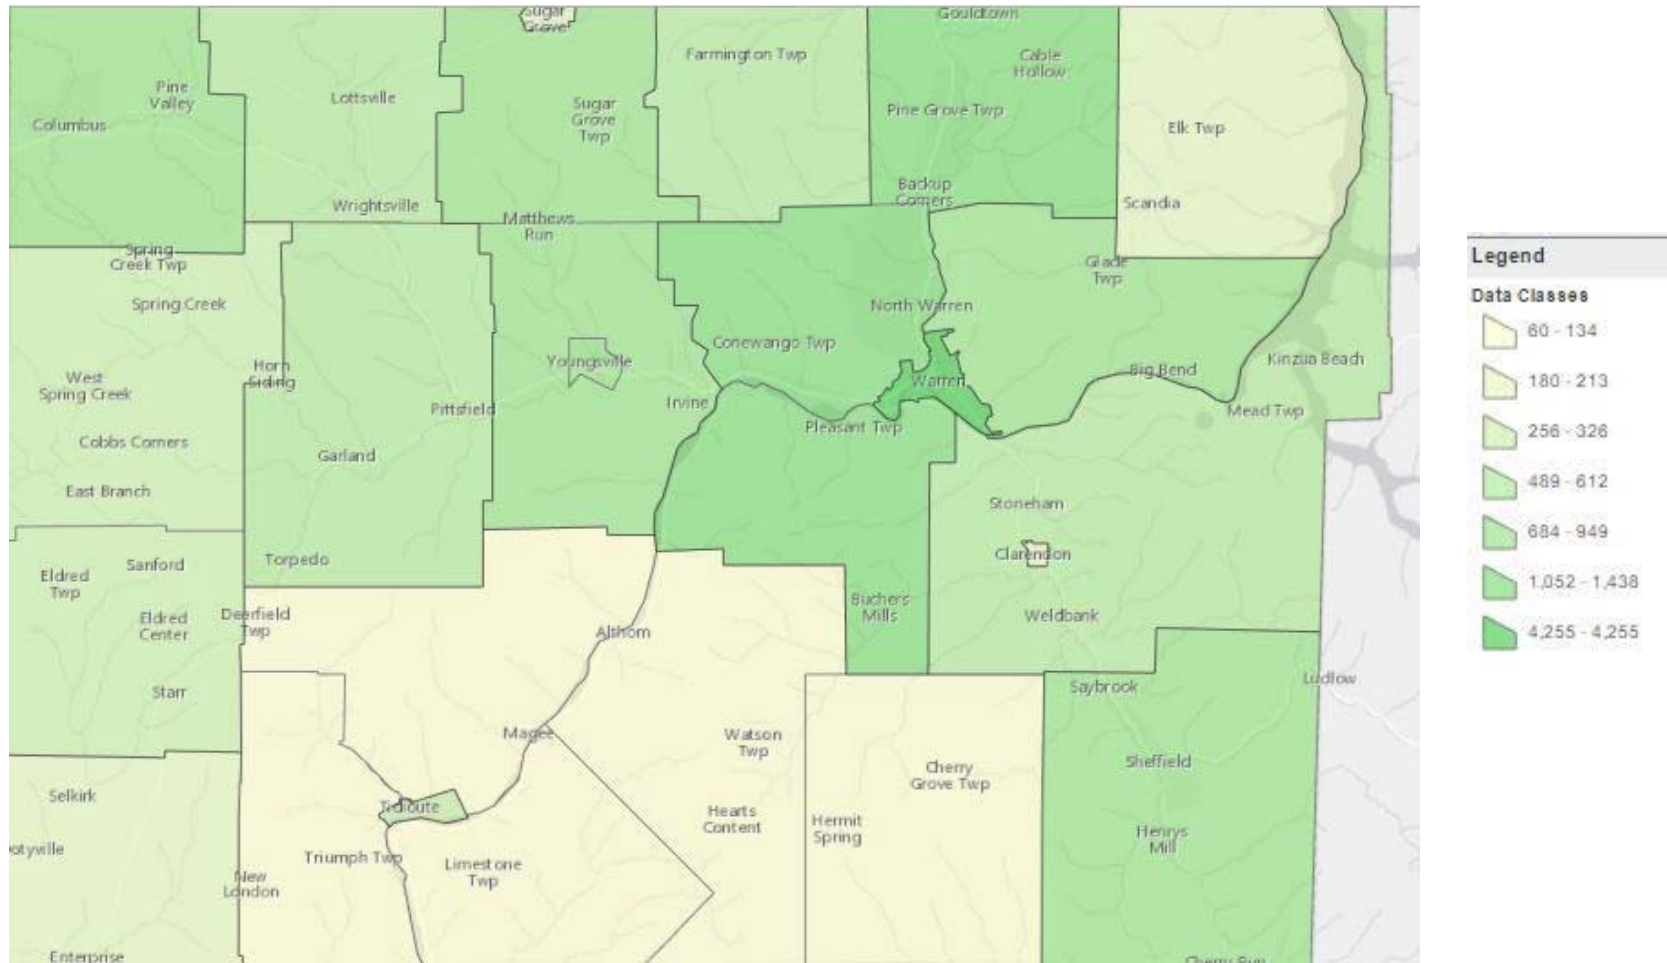 Sugar
Grove
Gouldtown
Farmington Twp
Cable
Hollow
Pine
Valley
Lottsville
Columbus
Sugar
Grove
Twp
Pine Grove Twp
Elk Twp
Backup
Corners
Scandia
Wrightsville
Matthews
Run
Spring
Creek Twp
Glade
Twp
Spring Creek
North Warren
Conewango Twp
Youngsville
Horn
Siding
West
Spring Creek
Warren
Big Bend
Kinzua Beach
Irvine
Pittsfield
Mead Twp
Pleasant Twp
Cobbs Corners
Garland
East Branch
Stoneham
Clarendon
Torpedo
Sanford
Eldred
Twp
Buchers
Mills
Weldbank
Deerfield
Twp
Eldred
Center
Althom
Starr
Saybrook
Ludlow
Magee
Watson
Twp
Sheffield
Cherry
Grove Twp
Selkirk
Tidioute
Hearts
Content
Hermit
Spring
Henrys
Mill
otyville
Triumph Twp
Limestone
Twp
New
London
Enterprise
Cherry Run
Legend
Data Classes
60 - 134
180 - 213
256 - 326
489 - 612
684 - 949
1,052 - 1,438
4,255 - 4,255